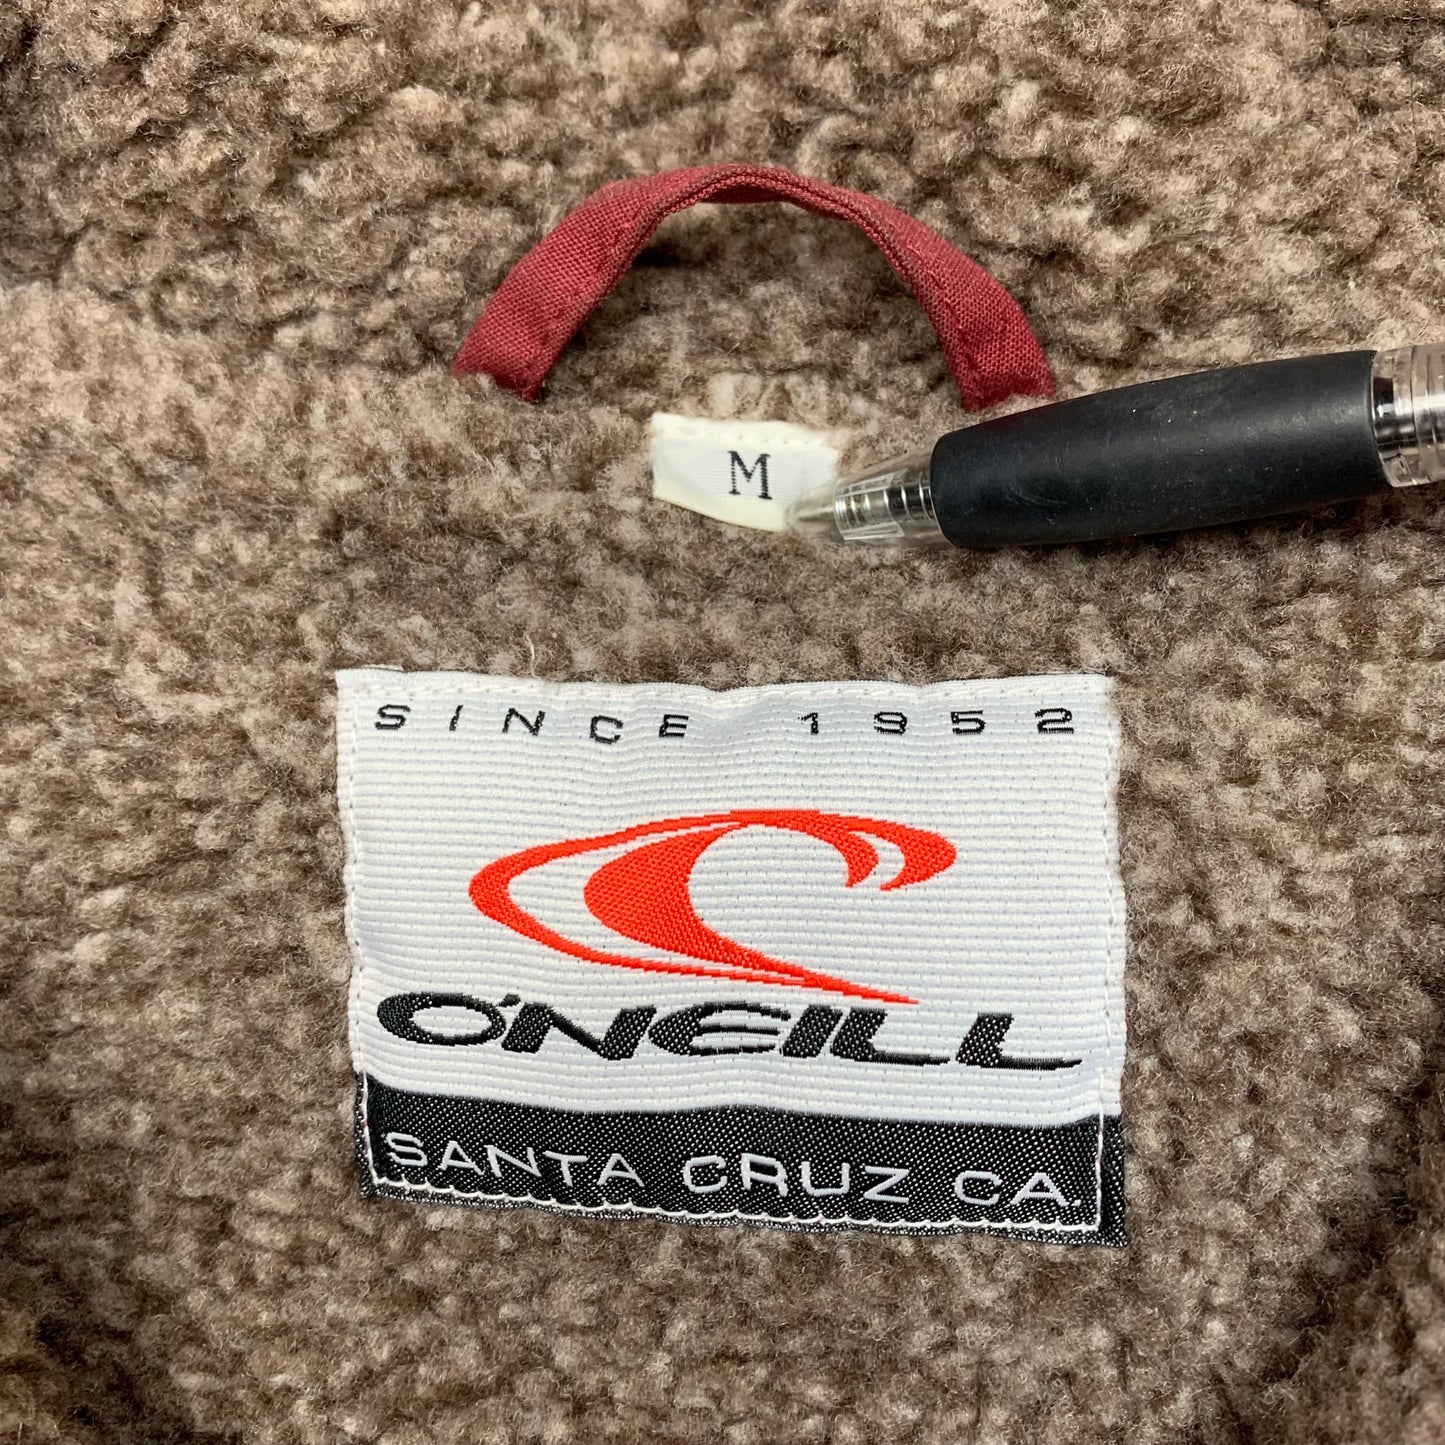 M
SINCE 1952
O'NEILL
SANTA CRUZ CA.